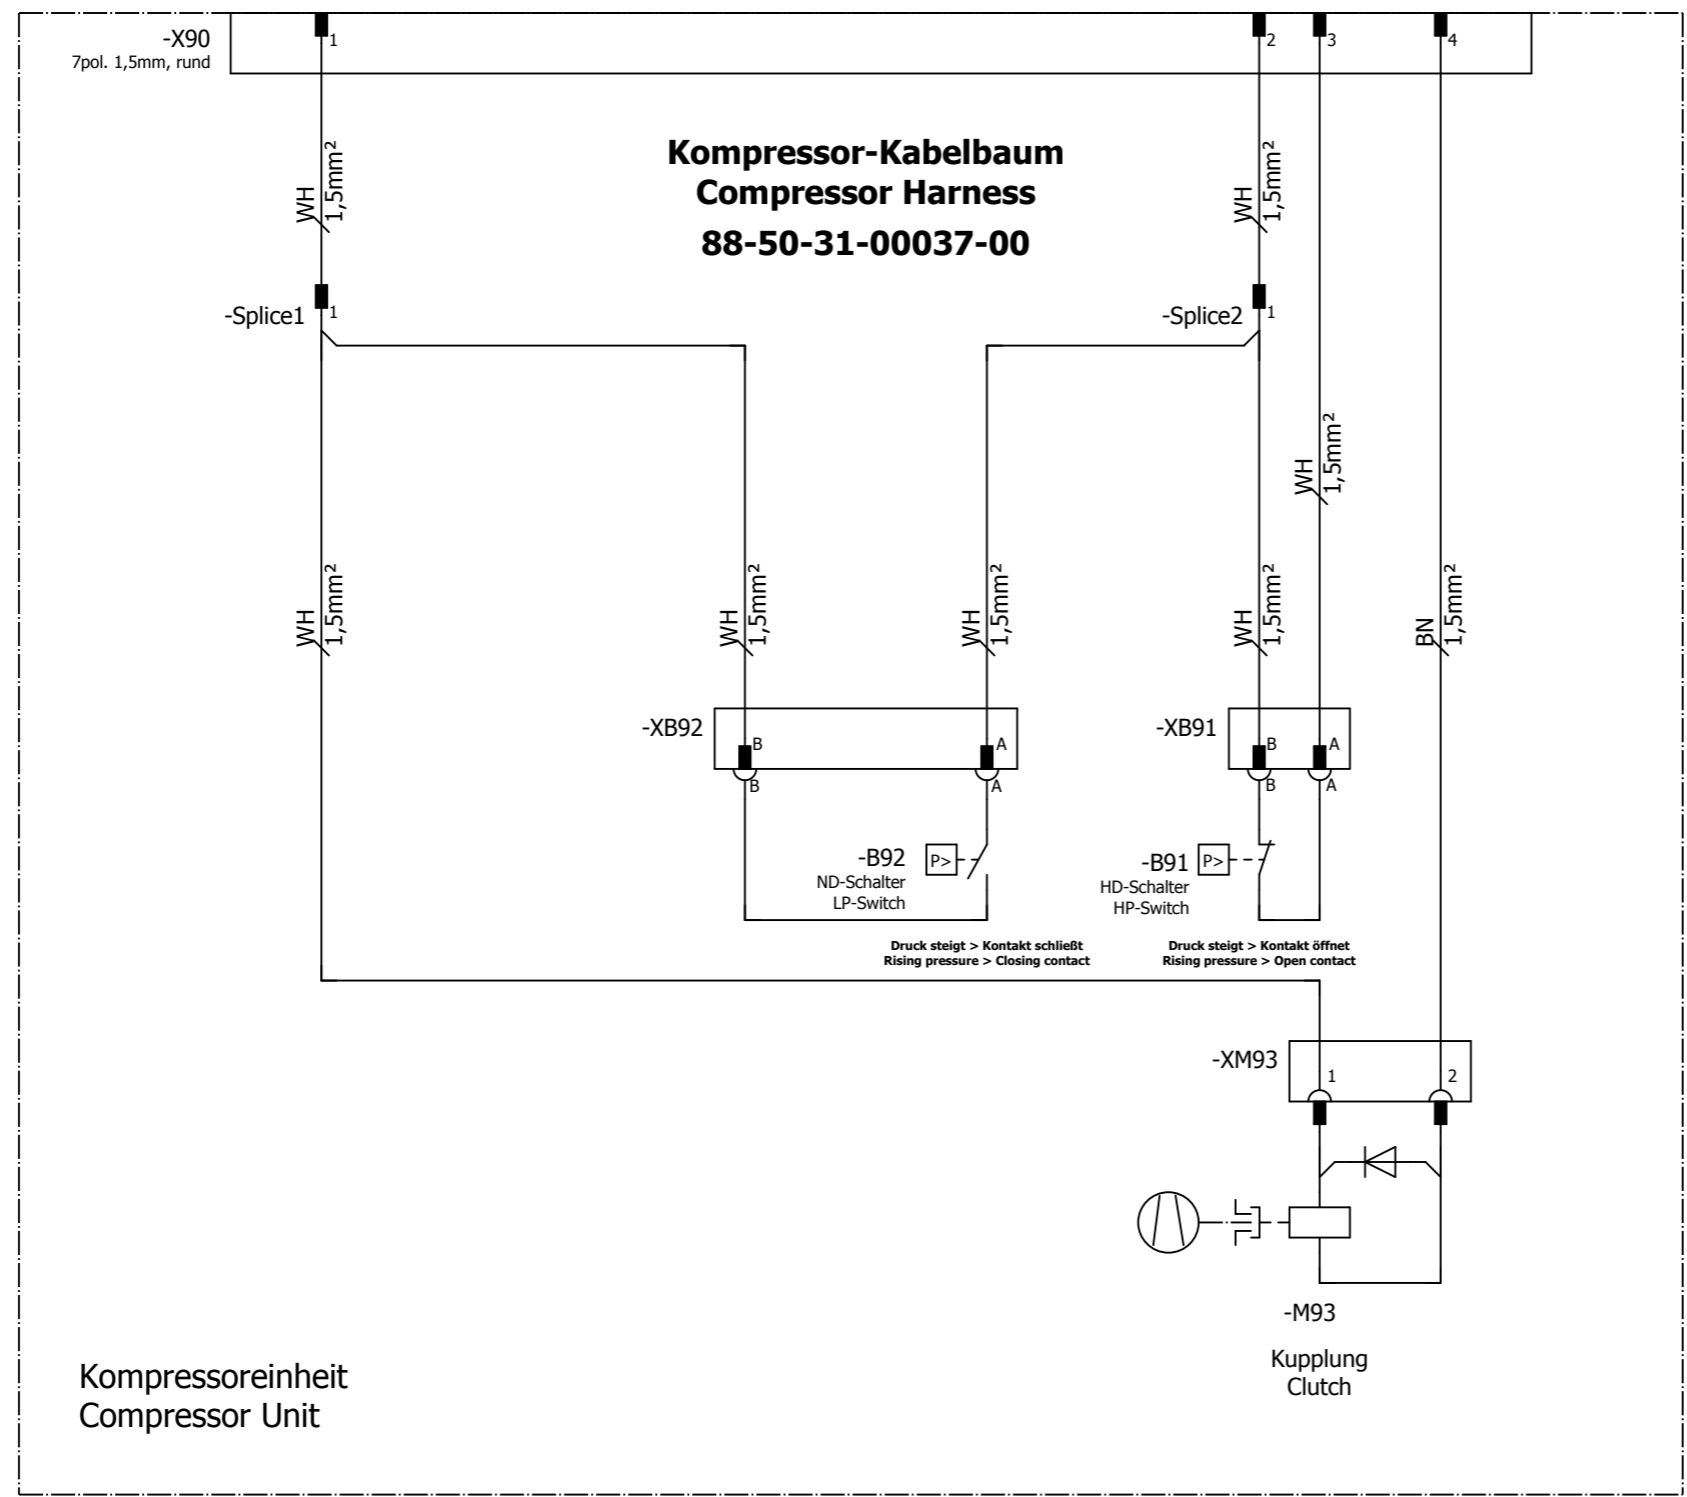 -X90
7pol. 1,5mm, rund
1
2
3
4
Kompressor-Kabelbaum
Compressor Harness
88-50-31-00037-00
WH
1,5mm²
WH
1,5mm²
-Splice1
1
-Splice2
1
WH
1,5mm²
WH
1,5mm²
WH
1,5mm²
WH
1,5mm²
WH
1,5mm²
BN
1,5mm²
-XB92
B
A
B
A
-XB91
B
A
B
A
-B92
P>
ND-Schalter
LP-Switch
-B91
P>
HD-Schalter
HP-Switch
Druck steigt > Kontakt schließt
Rising pressure > Closing contact
Druck steigt > Kontakt öffnet
Rising pressure > Open contact
-XM93
1
2
-M93
Kupplung
Clutch
Kompressoreinheit
Compressor Unit